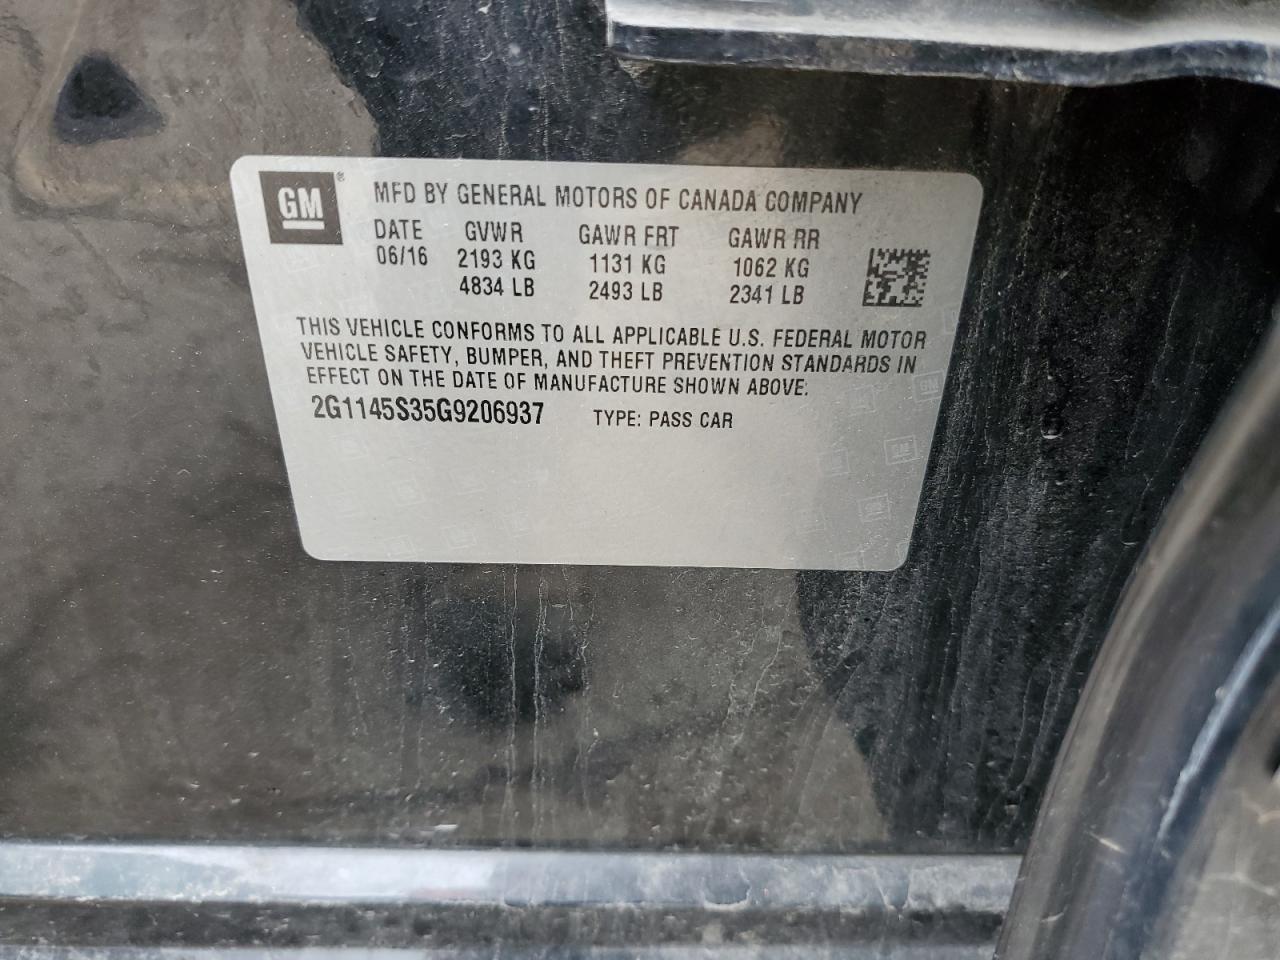 GM® MFD BY GENERAL MOTORS OF CANADA COMPANY
DATE GVWR GAWR FRT GAWR RR
06/16 2193 KG 1131 KG 1062 KG
4834 LB 2493 LB 2341 LB
THIS VEHICLE CONFORMS TO ALL APPLICABLE U.S. FEDERAL MOTOR
VEHICLE SAFETY, BUMPER, AND THEFT PREVENTION STANDARDS IN
EFFECT ON THE DATE OF MANUFACTURE SHOWN ABOVE:
2G1145S35G9206937 TYPE: PASS CAR